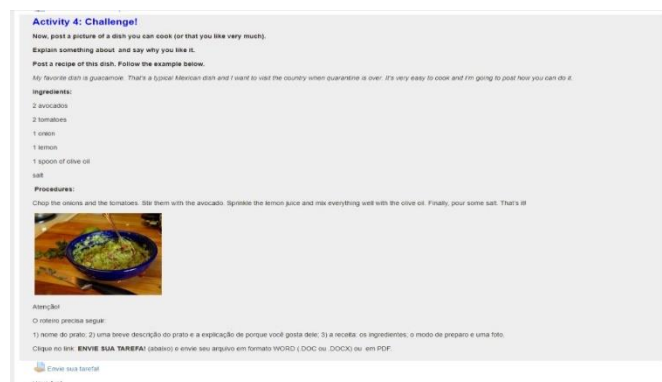 Activity 4: Challenge!
Now, post a picture of a dish you can cook (or that you like very much).
Explain something about and say why you like it.
Post a recipe of this dish. Follow the example below.
My favorite dish is guacamole. That's a typical Mexican dish and I want to visit the country when quarantine is over. It's very easy to cook and I'm going to post how you can do it.
Ingredients:
2 avocados
2 tomatoes
1 onion
1 lemon
1 spoon of olive oil
salt
Procedures:
Chop the onions and the tomatoes. Stir them with the avocado. Sprinkle the lemon juice and mix everything well with the olive oil. Finally, pour some salt. That's it!
Atenção!
O roteiro precisa seguir:
1) nome do prato; 2) uma breve descrição do prato e a explicação de porque você gosta dele; 3) a receita: os ingredientes; o modo de preparo e uma foto.
Clique no link: ENVIE SUA TAREFA! (abaixo) e envie seu arquivo em formato WORD (.DOC ou .DOCX) ou em PDF.
Envie sua tarefa!